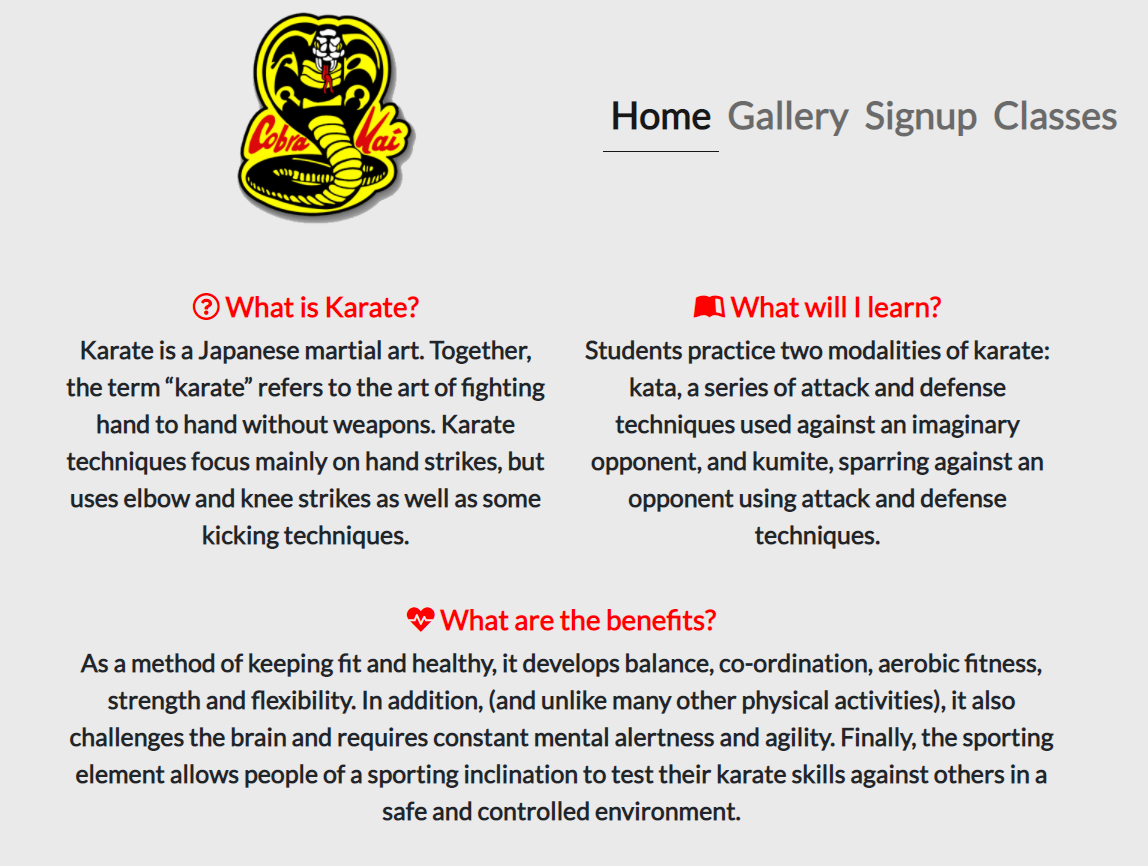 Cobra Kai
Home Gallery Signup Classes
What is Karate?
Karate is a Japanese martial art. Together,
the term “karate” refers to the art of fighting
hand to hand without weapons. Karate
techniques focus mainly on hand strikes, but
uses elbow and knee strikes as well as some
kicking techniques.
What will I learn?
Students practice two modalities of karate:
kata, a series of attack and defense
techniques used against an imaginary
opponent, and kumite, sparring against an
opponent using attack and defense
techniques.
What are the benefits?
As a method of keeping fit and healthy, it develops balance, co-ordination, aerobic fitness,
strength and flexibility. In addition, (and unlike many other physical activities), it also
challenges the brain and requires constant mental alertness and agility. Finally, the sporting
element allows people of a sporting inclination to test their karate skills against others in a
safe and controlled environment.